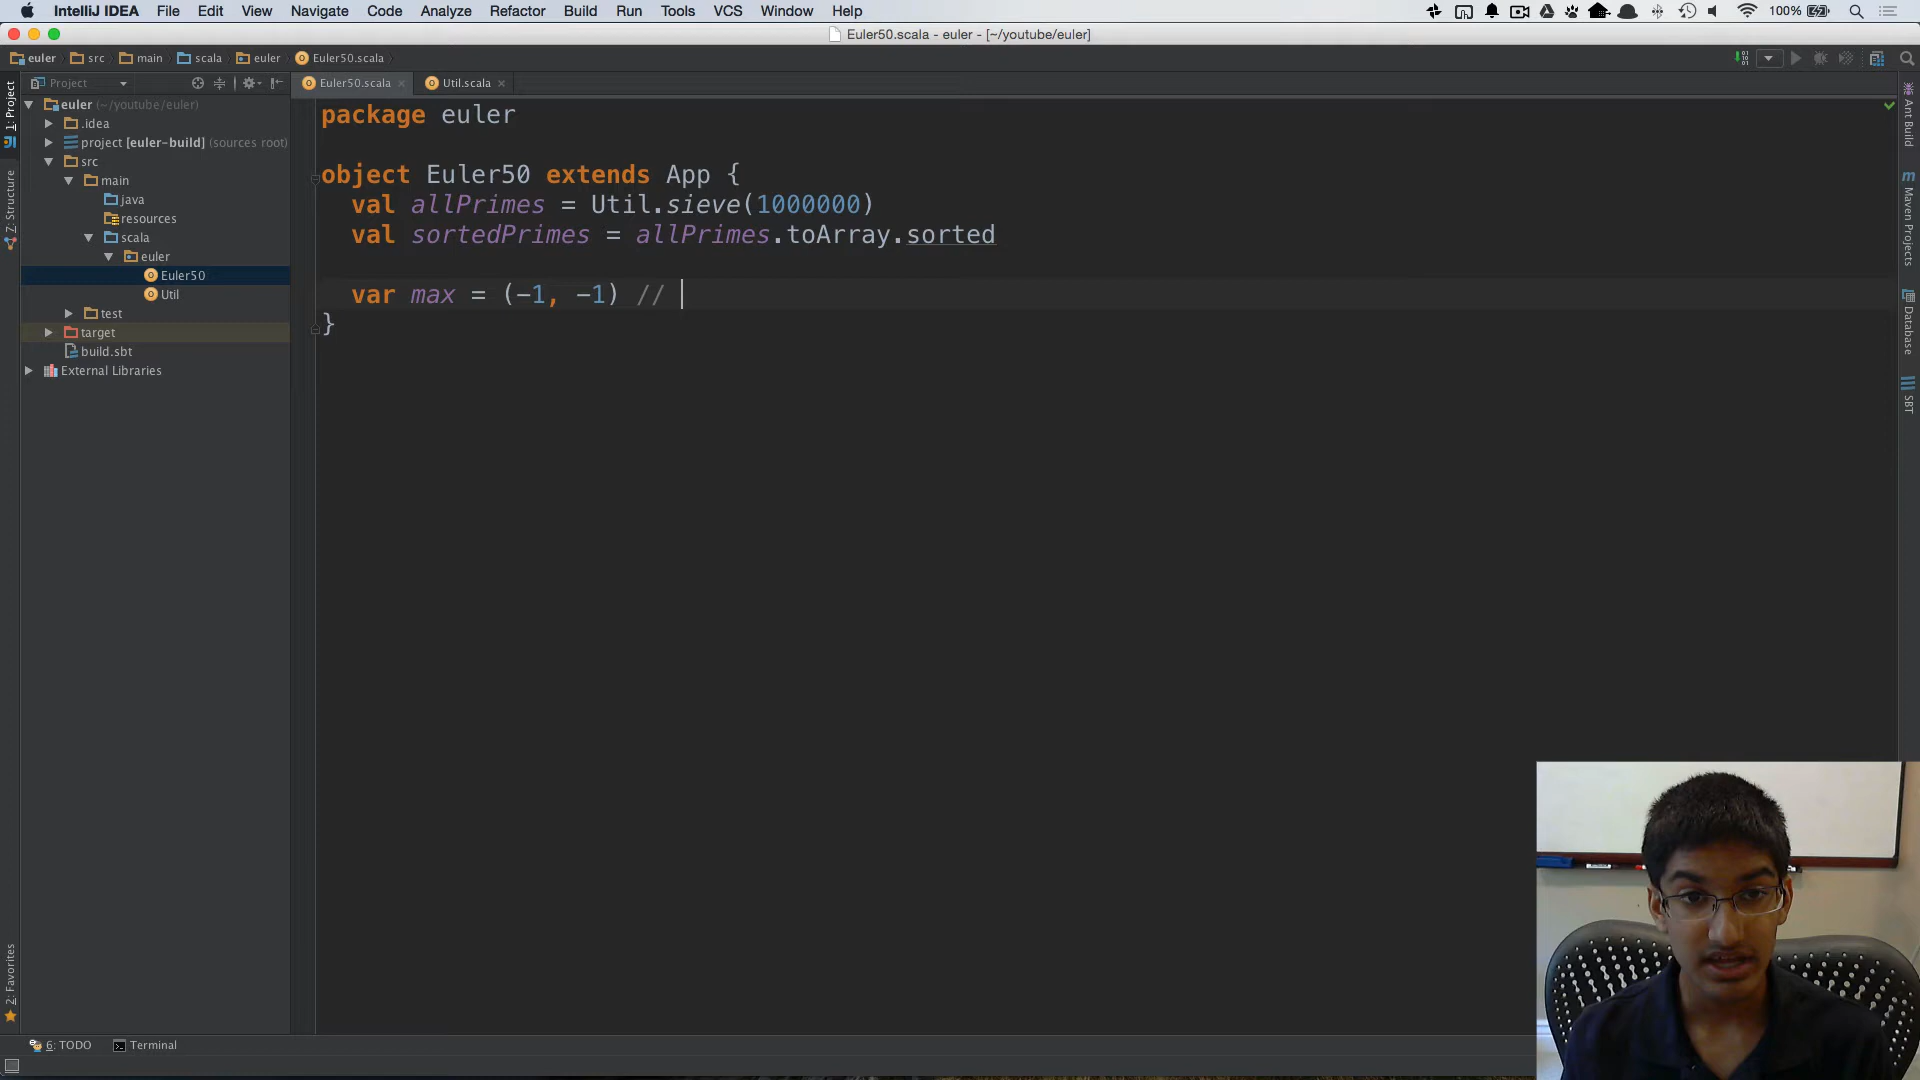 IntelliJ IDEA File Edit View Navigate Code Analyze Refactor Build Run Tools VCS Window Help 100%
Euler50.scala - euler - [~/youtube/euler]
euler src main scala euler Euler50.scala
Project
Euler50.scala Util.scala
euler (~/youtube/euler)
.idea
project [euler-build] (sources root)
src
main
java
resources
scala
euler
Euler50
Util
test
target
build.sbt
External Libraries
package euler
object Euler50 extends App {
val allPrimes = Util.sieve(1000000)
val sortedPrimes = allPrimes.toArray.sorted
var max = (-1, -1) //
}
1: Project
Z: Structure
2: Favorites
Ant Build
Maven Projects
Database
SBT
6: TODO Terminal